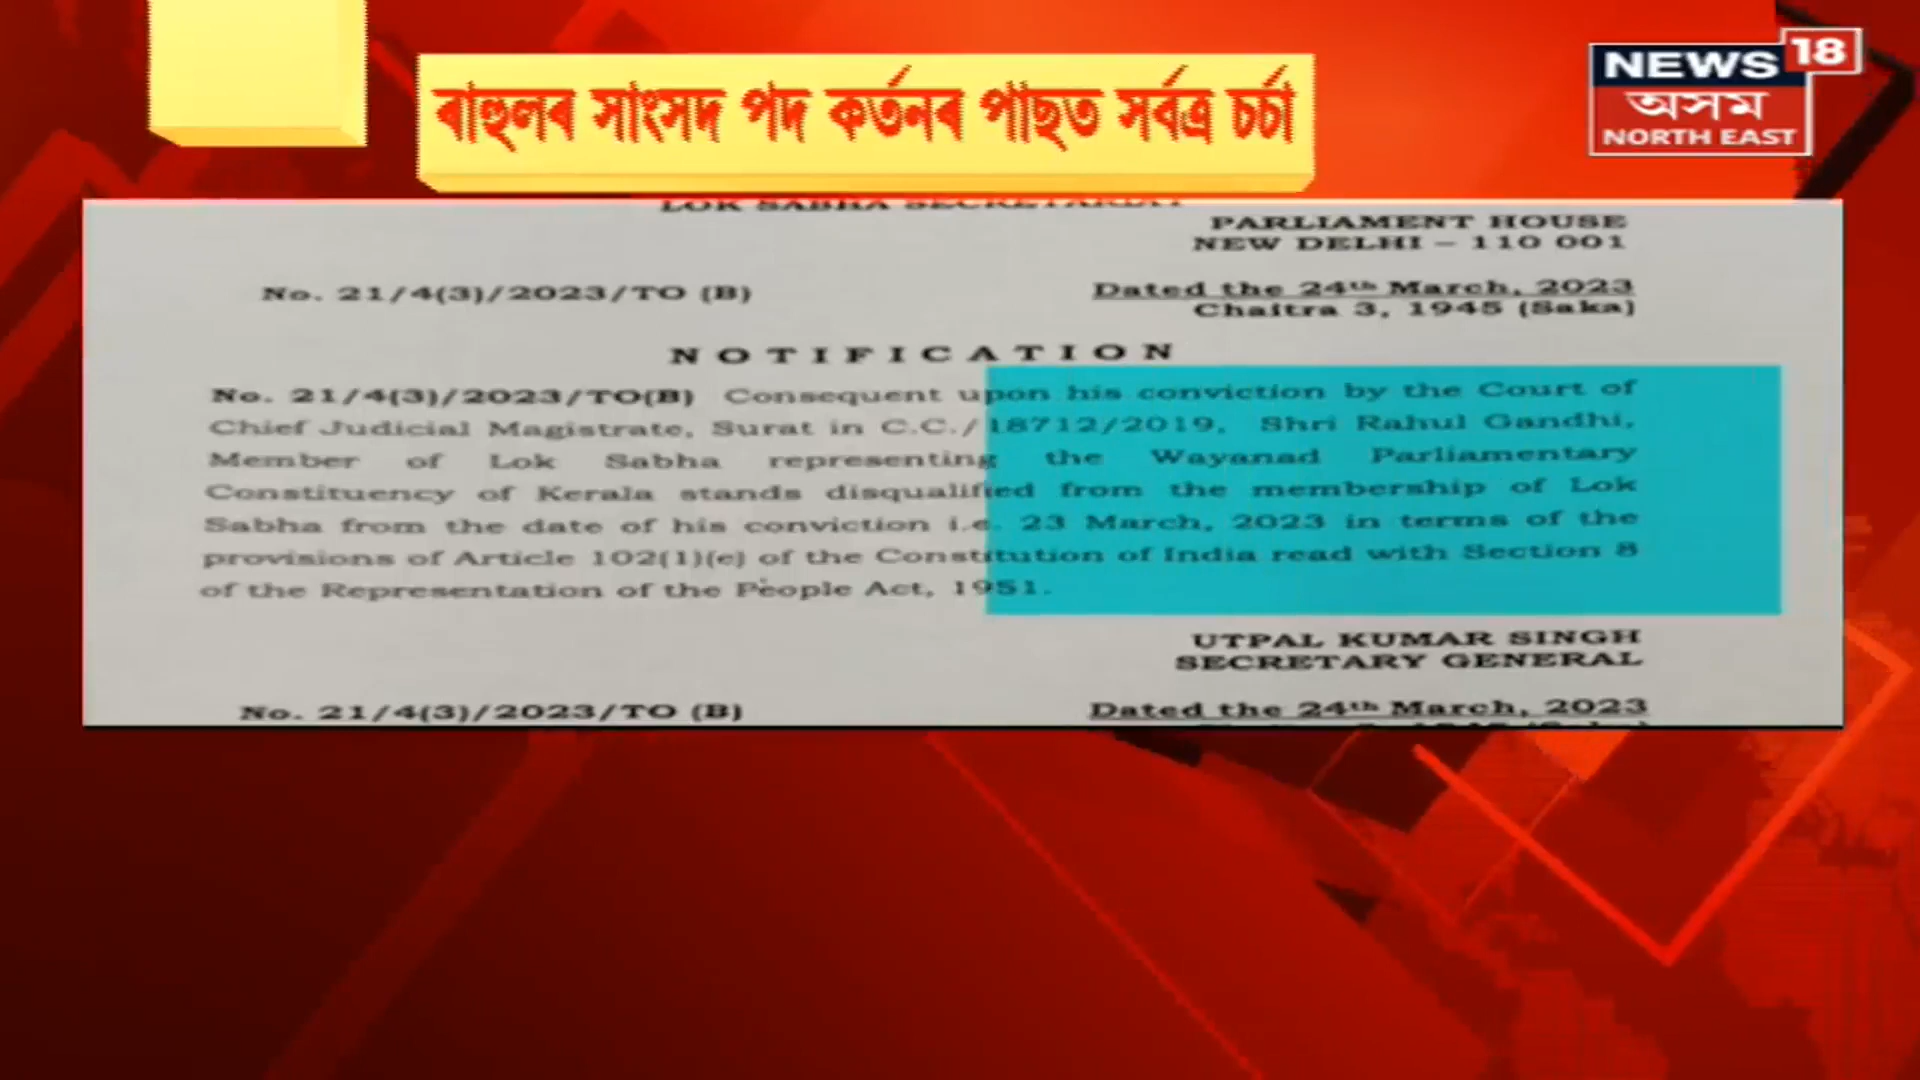 ৰাহুলৰ সাংসদ পদ কৰ্তনৰ পাছত সৰ্বত্ৰ চৰ্চা
NEWS 18
অসম
NORTH EAST
LOK SABHA SECRETARIAT
PARLIAMENT HOUSE
NEW DELHI – 110 001
No. 21/4(3)/2023/TO (B)
Dated the 24th March, 2023
Chaitra 3, 1945 (Saka)
NOTIFICATION
No. 21/4(3)/2023/TO(B) Consequent upon his conviction by the Court of
Chief Judicial Magistrate, Surat in C.C./18712/2019, Shri Rahul Gandhi,
Member of Lok Sabha representing the Wayanad Parliamentary
Constituency of Kerala stands disqualified from the membership of Lok
Sabha from the date of his conviction i.e. 23 March, 2023 in terms of the
provisions of Article 102(1)(e) of the Constitution of India read with Section 8
of the Representation of the People Act, 1951.
UTPAL KUMAR SINGH
SECRETARY GENERAL
No. 21/4(3)/2023/TO (B)
Dated the 24th March, 2023